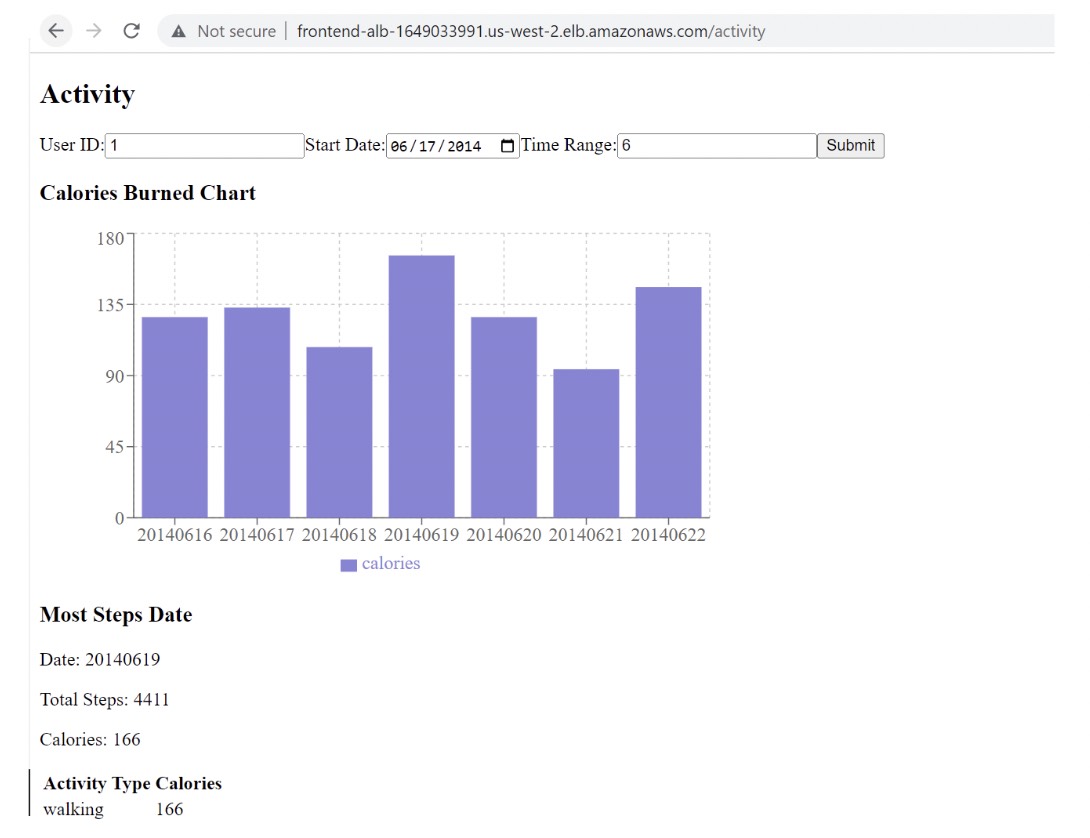 Not secure frontend-alb-1649033991.us-west-2.elb.amazonaws.com/activity
Activity
User ID: 1 Start Date: 06/17/2014 Time Range: 6 Submit
Calories Burned Chart
180
135
90
45
0
20140616 20140617 20140618 20140619 20140620 20140621 20140622
calories
Most Steps Date
Date: 20140619
Total Steps: 4411
Calories: 166
Activity Type Calories
walking 166